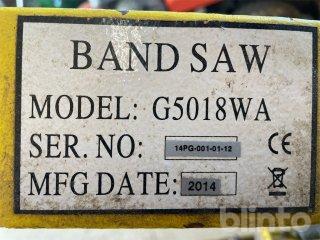 BAND SAW
MODEL: G5018WA
SER. NO: 14PG-001-01-12 CE
MFG DATE: 2014
blinto